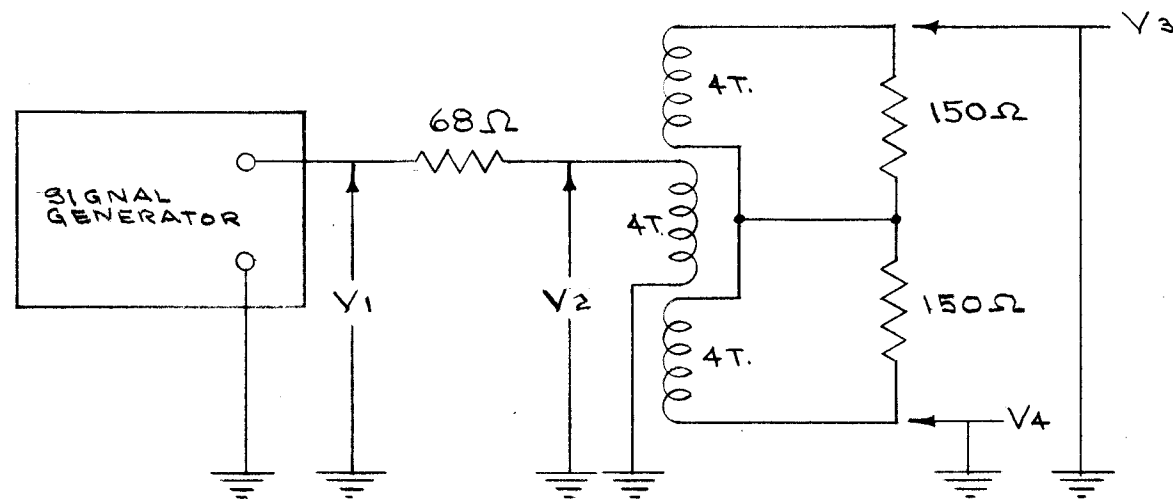 V3
4T.
150Ω
68Ω
SIGNAL
GENERATOR
4T.
V1
V2
150Ω
4T.
V4